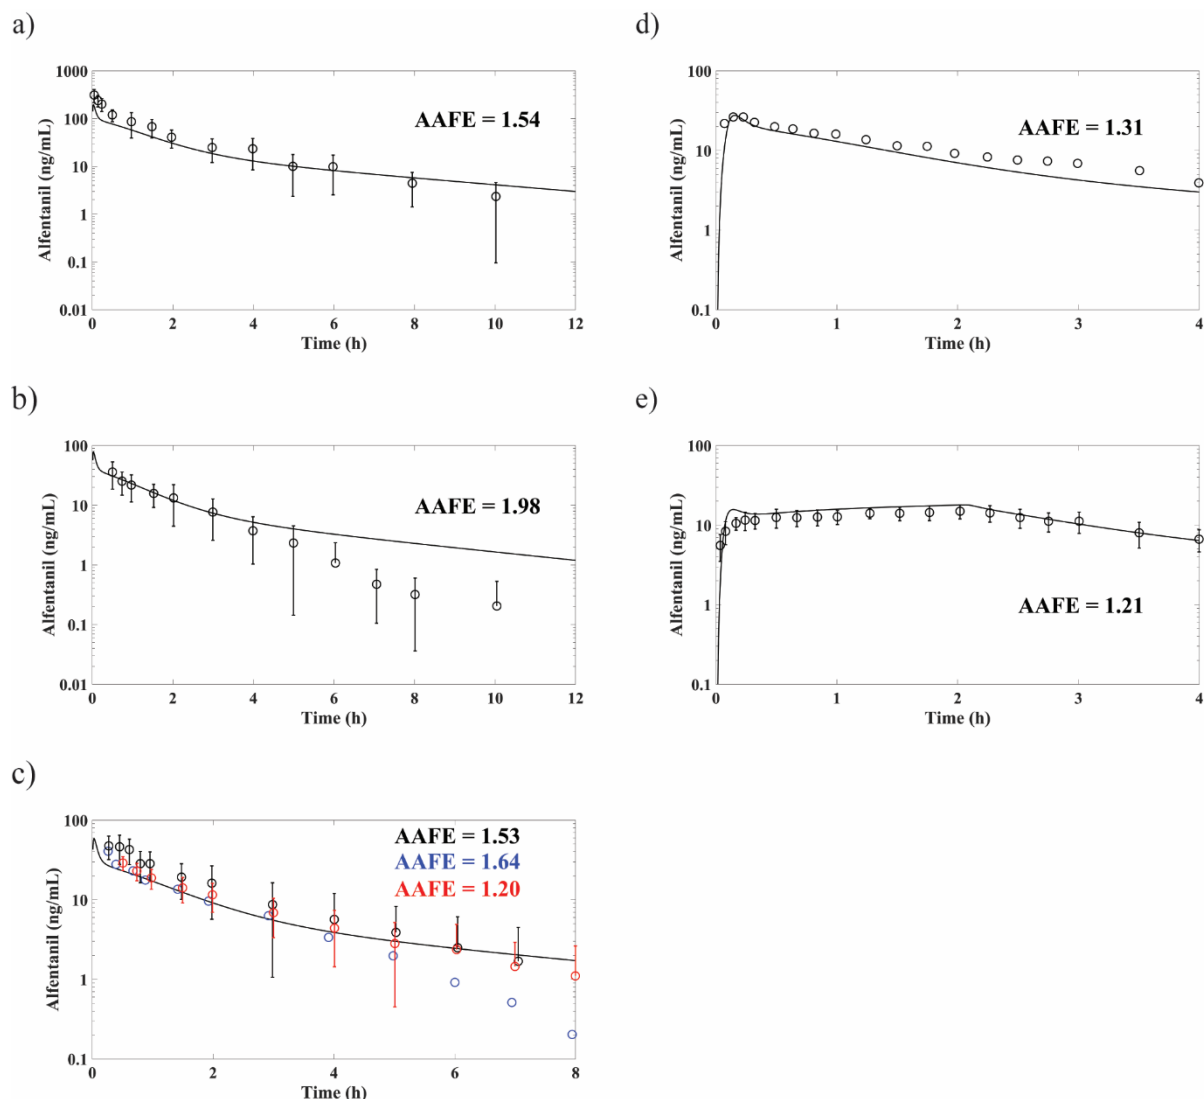 a)
1000
100
10
1
0.1
0.01
Alfentanil (ng/mL)
AAFE = 1.54
0 2 4 6 8 10 12
Time (h)
b)
100
10
1
0.1
0.01
Alfentanil (ng/mL)
AAFE = 1.98
0 2 4 6 8 10 12
Time (h)
c)
100
10
1
0.1
Alfentanil (ng/mL)
AAFE = 1.53
AAFE = 1.64
AAFE = 1.20
0 2 4 6 8
Time (h)
d)
100
10
1
0.1
Alfentanil (ng/mL)
AAFE = 1.31
0 1 2 3 4
Time (h)
e)
100
10
1
0.1
Alfentanil (ng/mL)
AAFE = 1.21
0 1 2 3 4
Time (h)